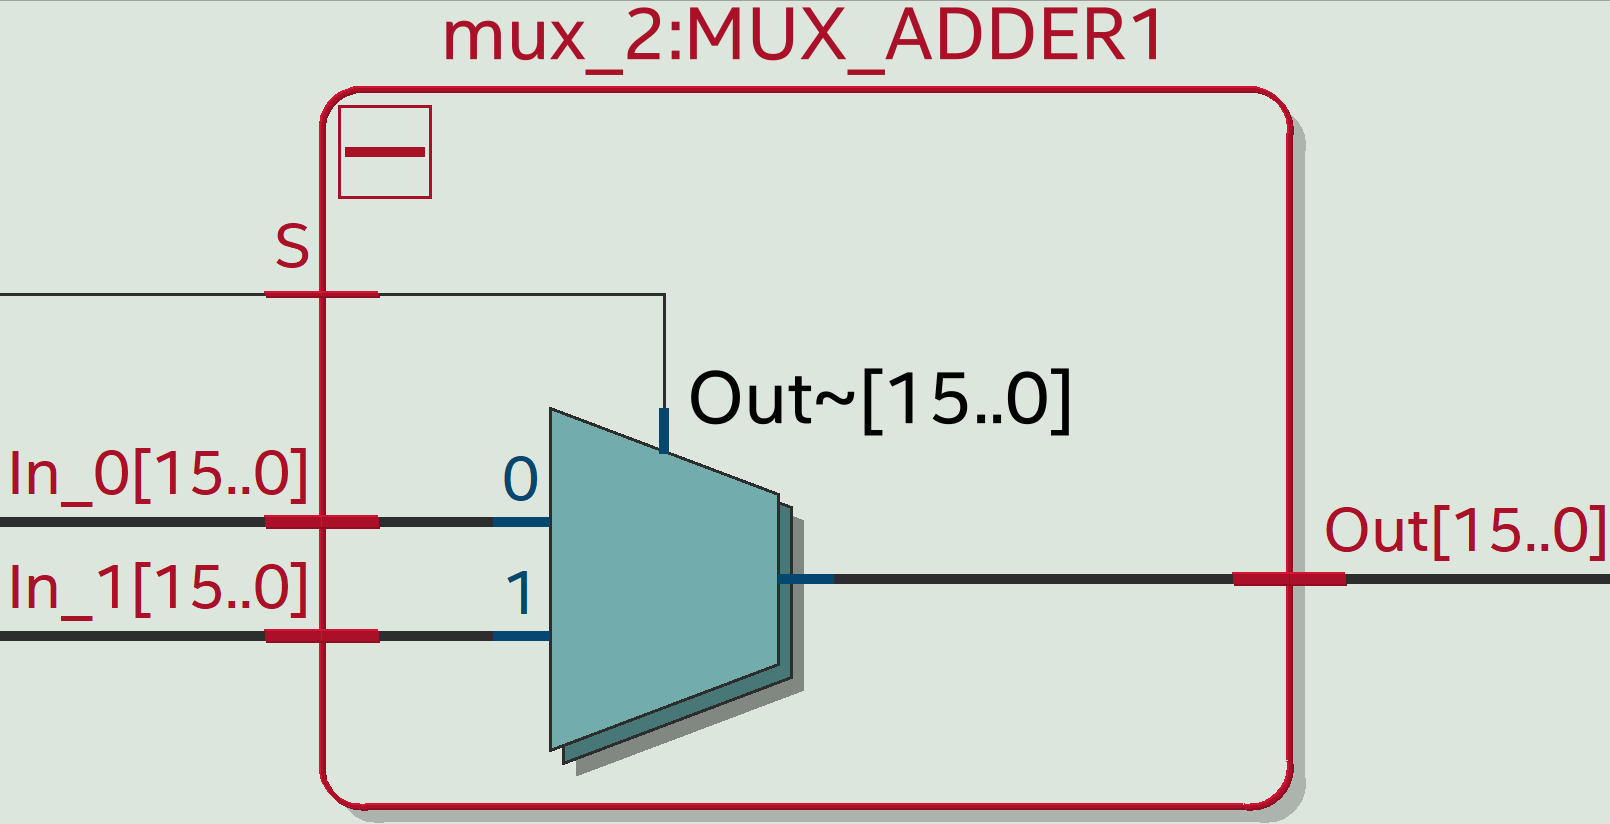 mux_2:MUX_ADDER1
S
Out~[15..0]
In_0[15..0]
0
In_1[15..0]
1
Out[15..0]